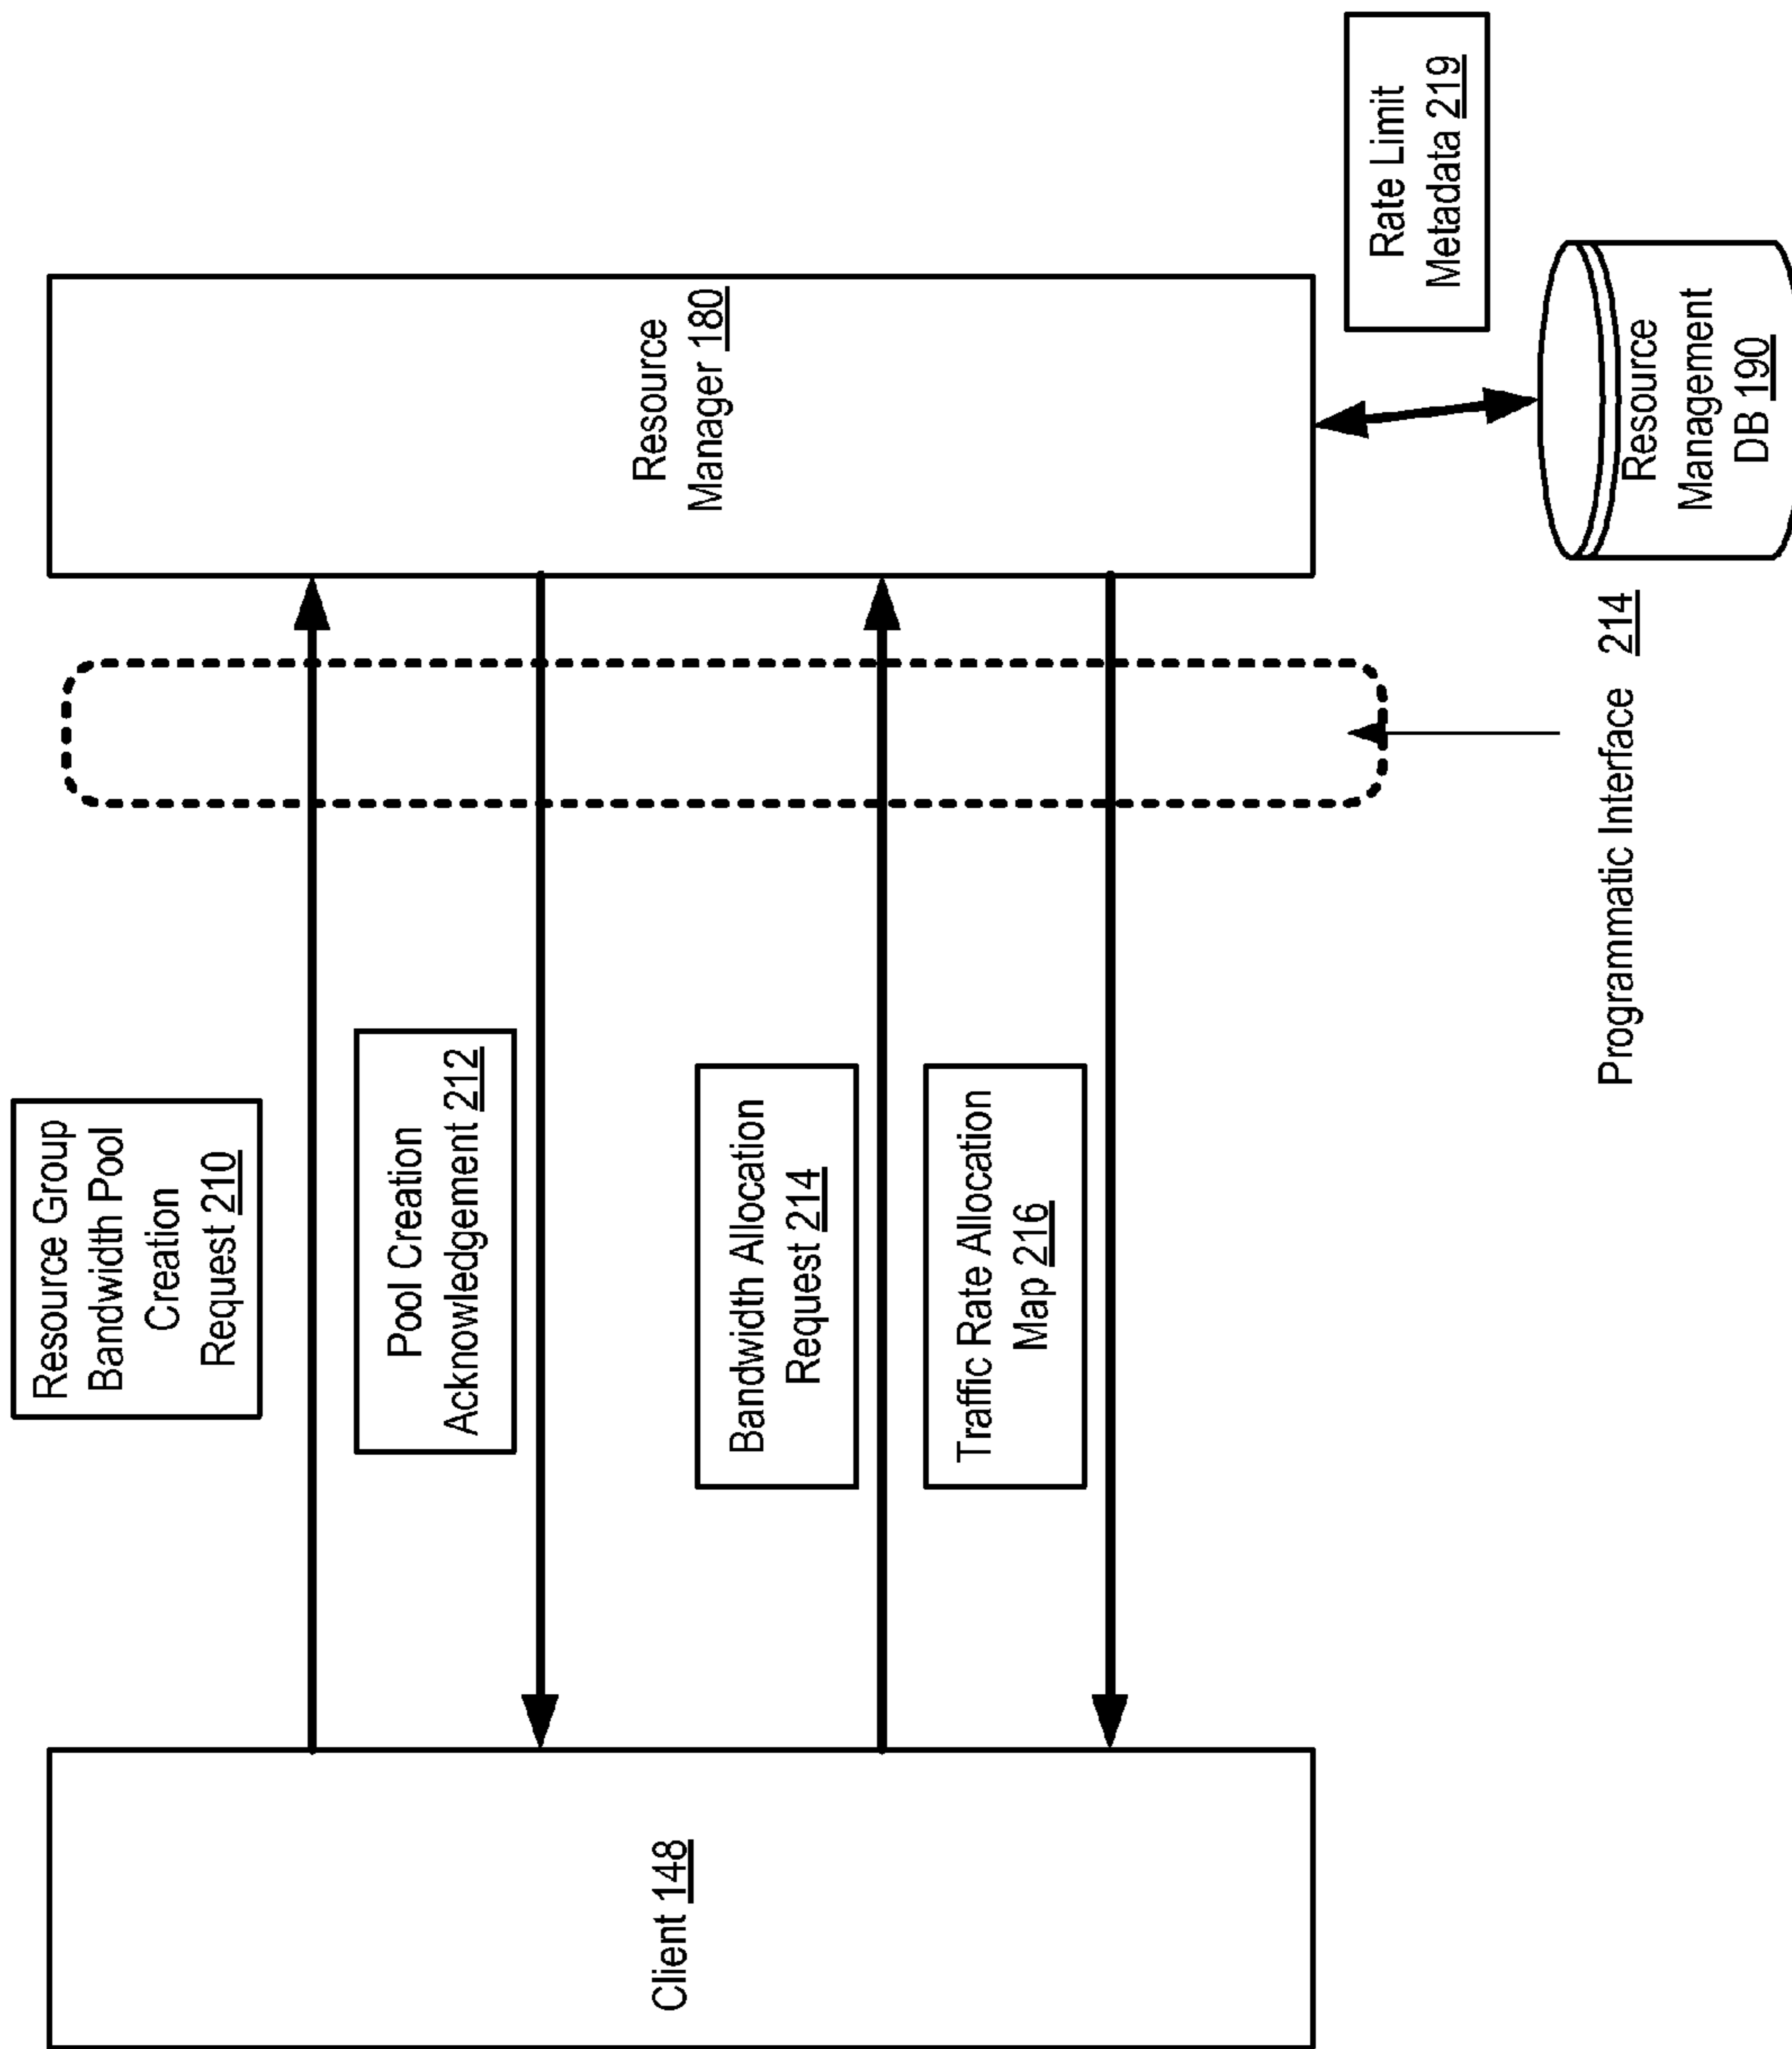 Resource Group
Bandwidth Pool
Creation
Request 210
Pool Creation
Acknowledgement 212
Client 148
Resource
Manager 180
Bandwidth Allocation
Request 214
Traffic Rate Allocation
Map 216
Rate Limit
Metadata 219
Programmatic Interface 214
Resource
Management
DB 190